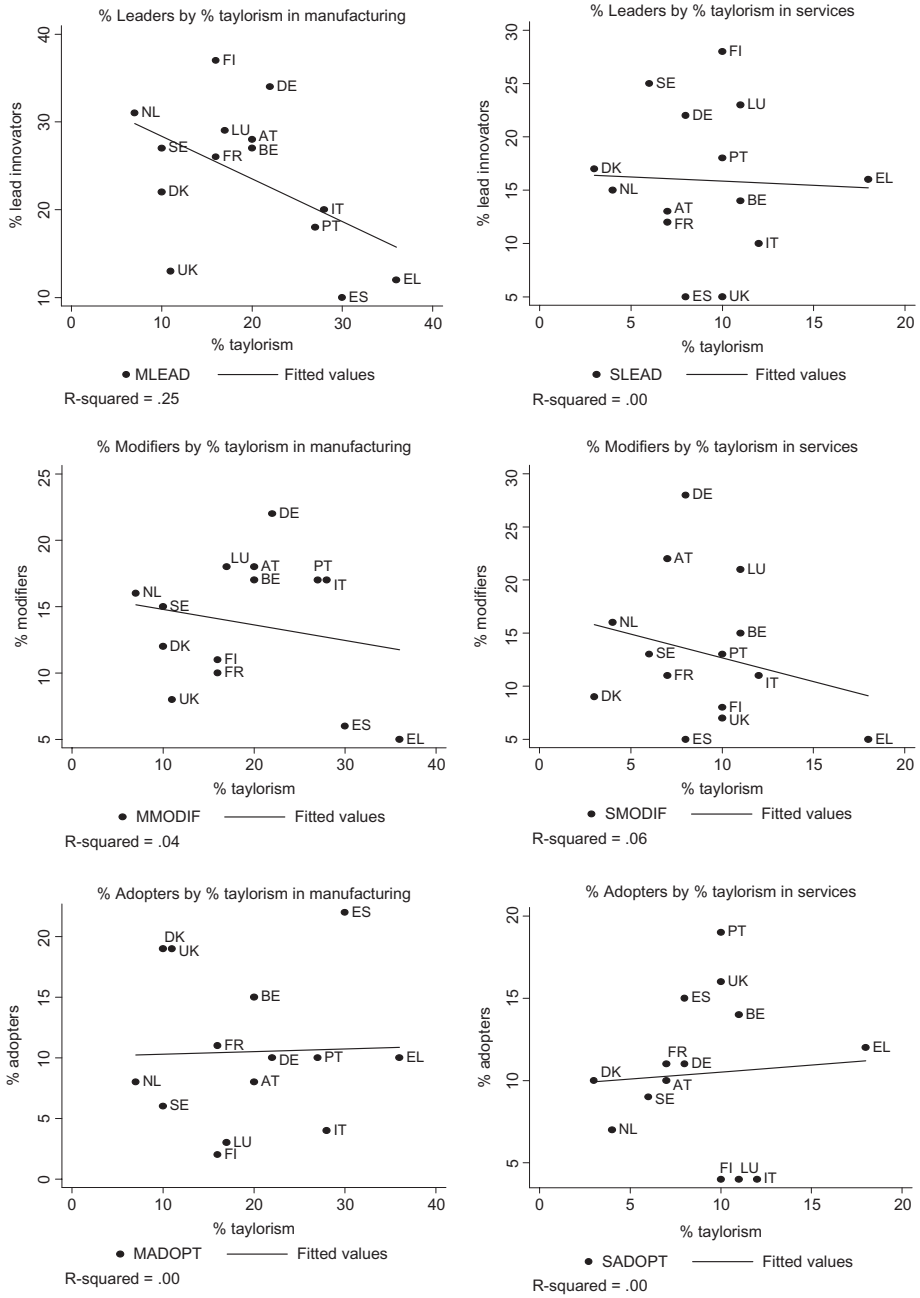 % Leaders by % taylorism in manufacturing
40
30
20
10
% lead innovators
FI
DE
NL
LU
AT
SE
BE
FR
DK
IT
PT
UK
EL
ES
0 10 20 30 40
% taylorism
MLEAD Fitted values
R-squared = .25
% Leaders by % taylorism in services
30
25
20
15
10
5
% lead innovators
FI
SE
LU
DE
PT
DK
EL
NL
BE
AT
FR
IT
ES
UK
0 5 10 15 20
% taylorism
SLEAD Fitted values
R-squared = .00
% Modifiers by % taylorism in manufacturing
25
20
15
10
5
% modifiers
DE
LU
AT
PT
BE
IT
NL
SE
DK
FI
FR
UK
ES
EL
0 10 20 30 40
% taylorism
MMODIF Fitted values
R-squared = .04
% Modifiers by % taylorism in services
30
25
20
15
10
5
% modifiers
DE
AT
LU
NL
BE
SE
PT
FR
IT
DK
FI
UK
ES
EL
0 5 10 15 20
% taylorism
SMODIF Fitted values
R-squared = .06
% Adopters by % taylorism in manufacturing
20
15
10
5
0
% adopters
ES
DK
UK
BE
FR
DE
PT
EL
NL
AT
SE
IT
LU
FI
0 10 20 30 40
% taylorism
MADOPT Fitted values
R-squared = .00
% Adopters by % taylorism in services
20
15
10
5
% adopters
PT
UK
ES
BE
EL
FR
DE
DK
AT
SE
NL
FI LU IT
0 5 10 15 20
% taylorism
SADOPT Fitted values
R-squared = .00